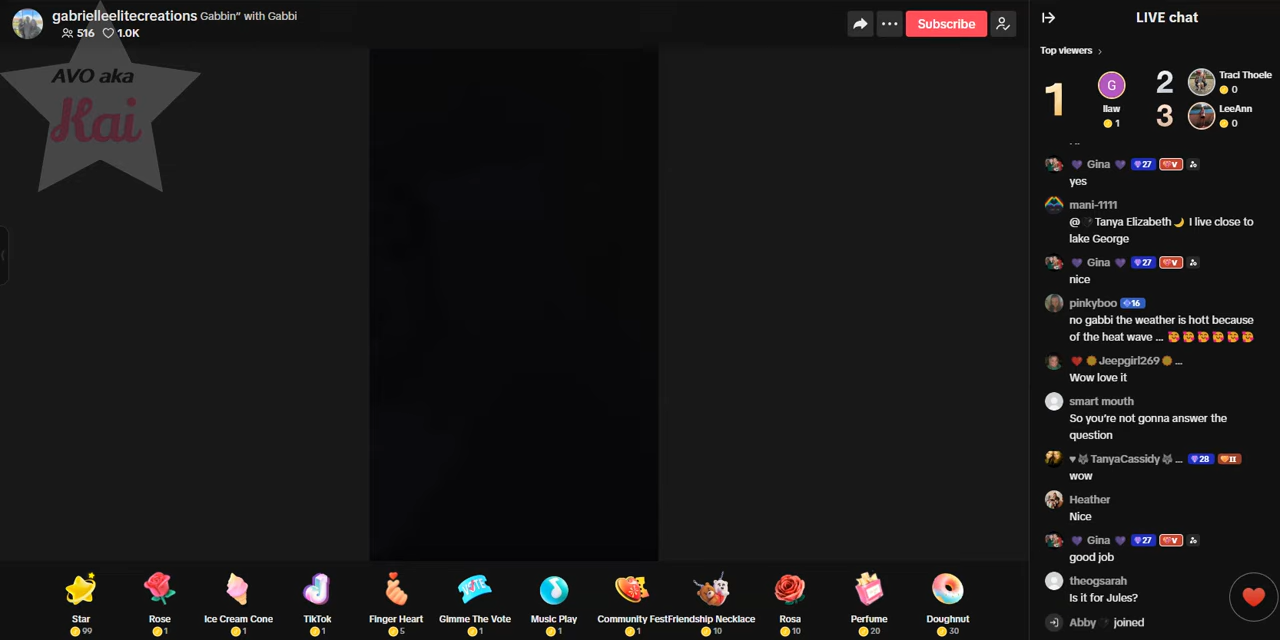 gabrielleelitecreations Gabbin" with Gabbi
516 1.0K
AVO aka
Kai
Subscribe
LIVE chat
Top viewers
1
G
llaw
1
2
Traci Thoele
0
3
LeeAnn
0
Gina 27 V
yes
mani-1111
@ Tanya Elizabeth I live close to
lake George
Gina 27 V
nice
pinkyboo 16
no gabbi the weather is hott because
of the heat wave ...
Jeepgirl269 ...
Wow love it
smart mouth
So you're not gonna answer the
question
TanyaCassidy ... 28 II
wow
Heather
Nice
Gina 27 V
good job
theogsarah
Is it for Jules?
Abby joined
VOTE
Star Rose Ice Cream Cone TikTok Finger Heart Gimme The Vote Music Play Community Fest Friendship Necklace Rosa Perfume Doughnut
99 1 1 1 5 1 1 1 10 10 20 30